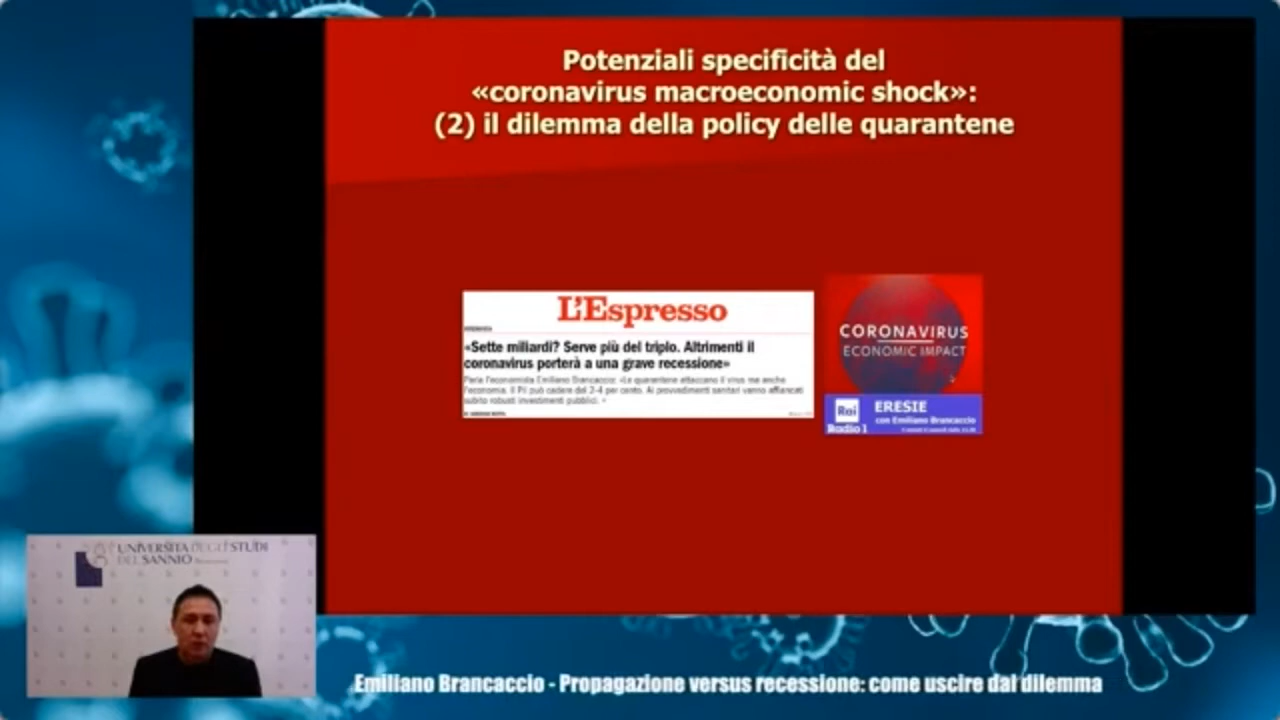 Potenziali specificità del
«coronavirus macroeconomic shock»:
(2) il dilemma della policy delle quarantene
L'Espresso
«Sette miliardi? Serve più del triplo. Altrimenti il
coronavirus porterà a una grave recessione»
Parla l'economista Emiliano Brancaccio: «Le quarantene attaccano il virus ma anche
l'economia. Il Pil può cadere del 3-4 per cento. Ai provvedimenti sanitari vanno affiancati
subito robusti investimenti pubblici. »
CORONAVIRUS
ECONOMIC IMPACT
Rai
Radio 1
ERESIE
con Emiliano Brancaccio
UNIVERSITÀ DEGLI STUDI
DEL SANNIO
Emiliano Brancaccio - Propagazione versus recessione: come uscire dal dilemma